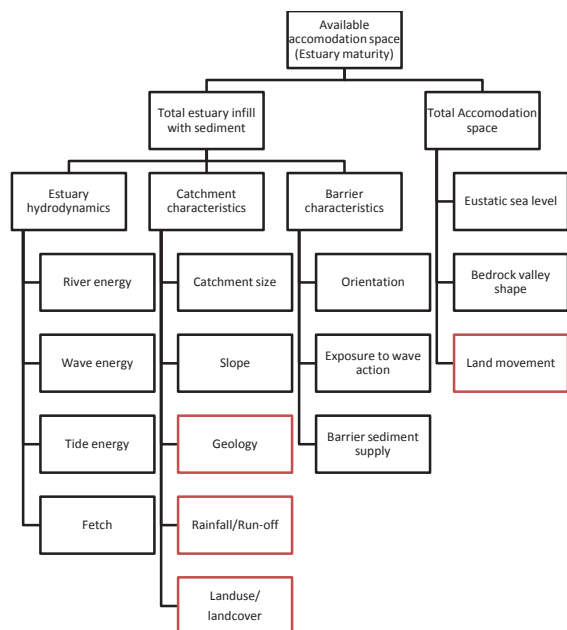 Available
accomodation space
(Estuary maturity)
Total estuary infill
with sediment
Total Accomodation
space
Estuary
hydrodynamics
Catchment
characteristics
Barrier
characteristics
Eustatic sea level
River energy
Catchment size
Orientation
Bedrock valley
shape
Wave energy
Slope
Exposure to wave
action
Land movement
Tide energy
Geology
Barrier sediment
supply
Fetch
Rainfall/Run-off
Landuse/
landcover